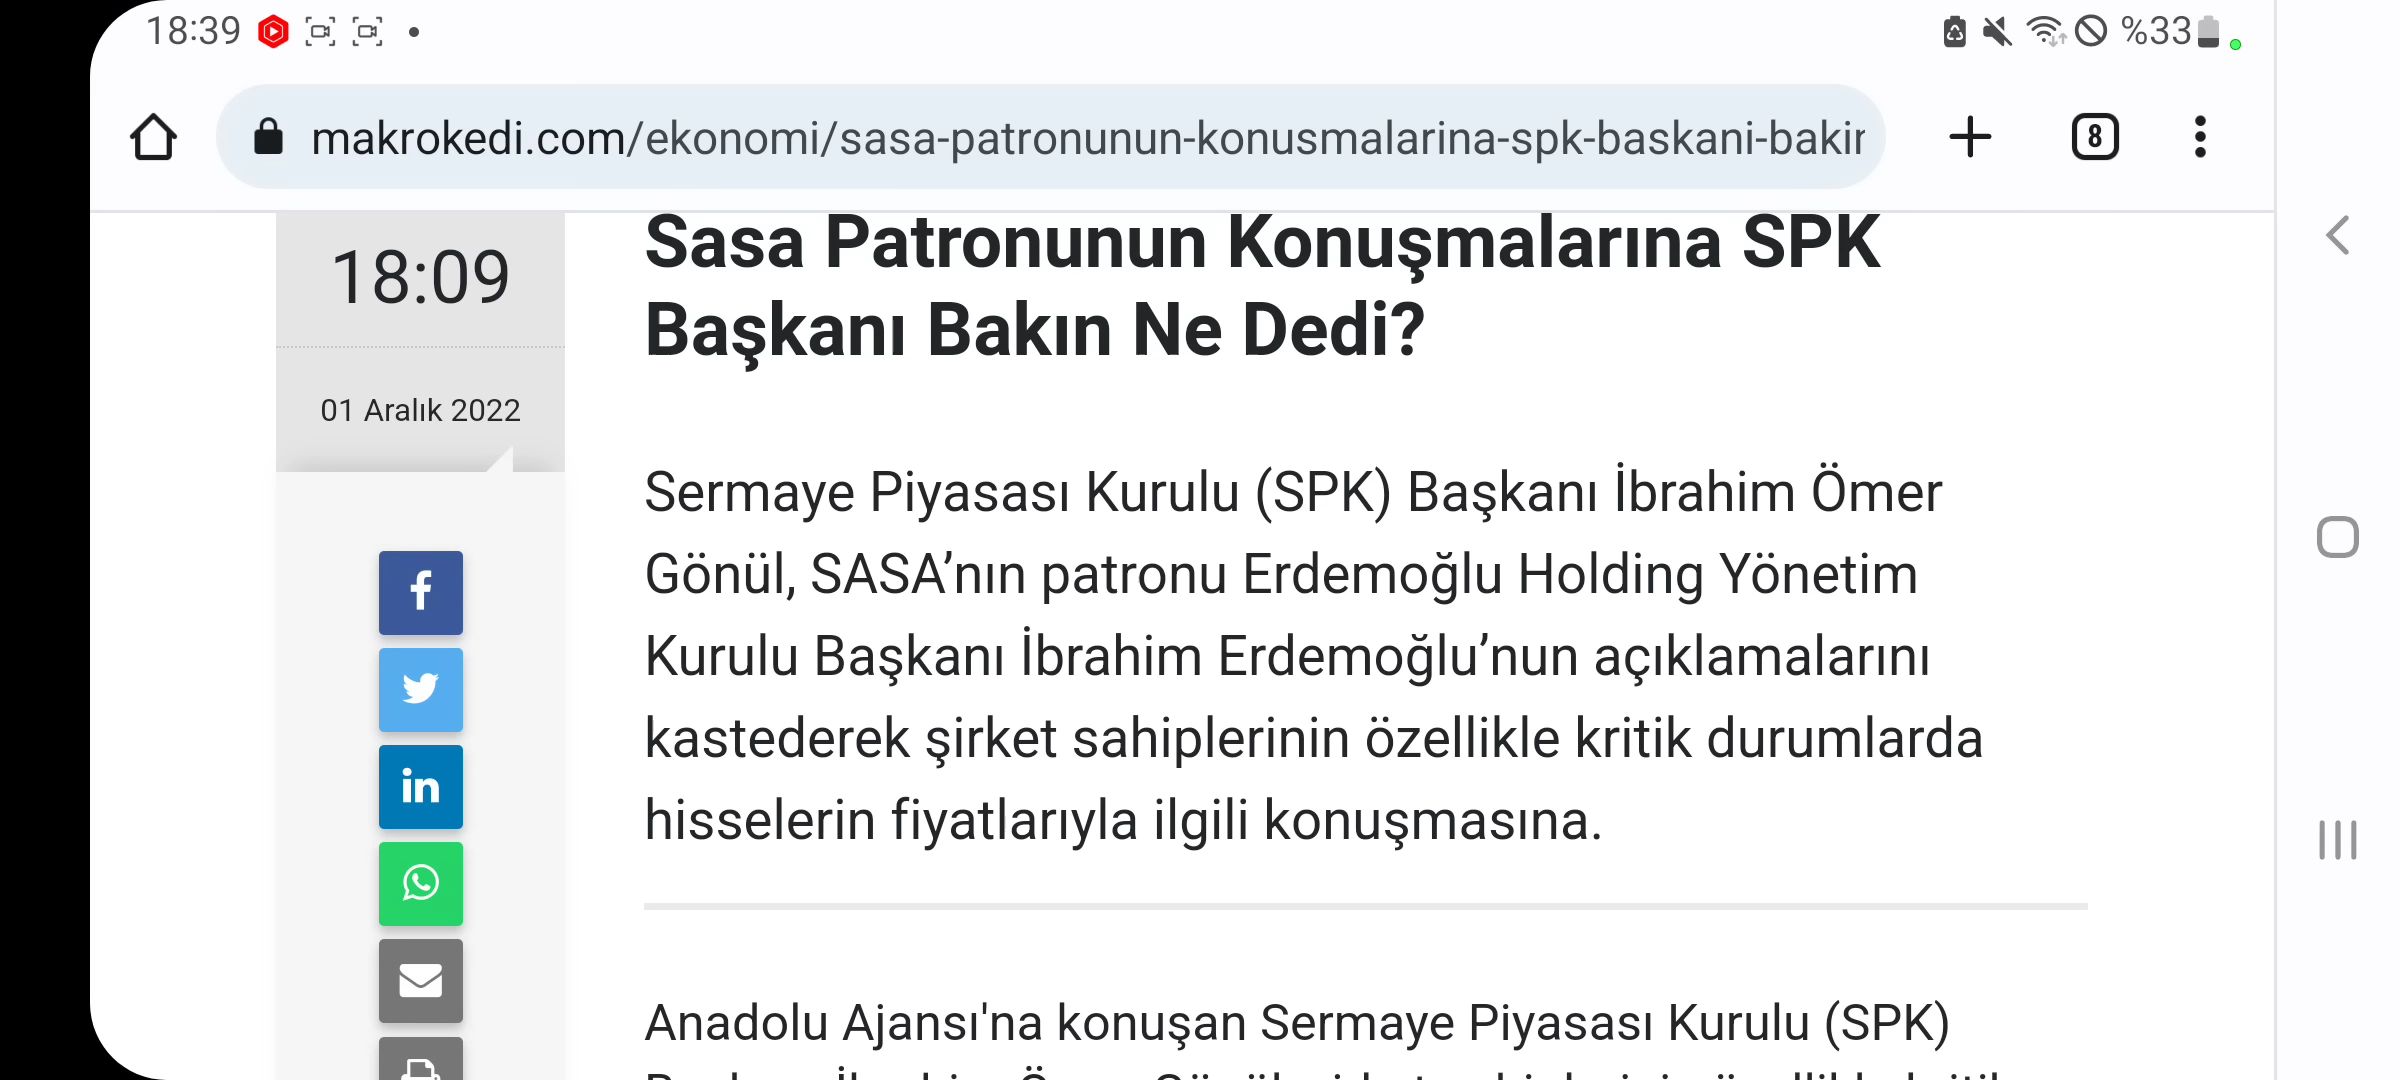 18:39
%33
makrokedi.com/ekonomi/sasa-patronunun-konusmalarina-spk-baskani-bakin
8
18:09
01 Aralık 2022
Sasa Patronunun Konuşmalarına SPK
Başkanı Bakın Ne Dedi?
Sermaye Piyasası Kurulu (SPK) Başkanı İbrahim Ömer
Gönül, SASA’nın patronu Erdemoğlu Holding Yönetim
Kurulu Başkanı İbrahim Erdemoğlu’nun açıklamalarını
kastederek şirket sahiplerinin özellikle kritik durumlarda
hisselerin fiyatlarıyla ilgili konuşmasına.
Anadolu Ajansı'na konuşan Sermaye Piyasası Kurulu (SPK)